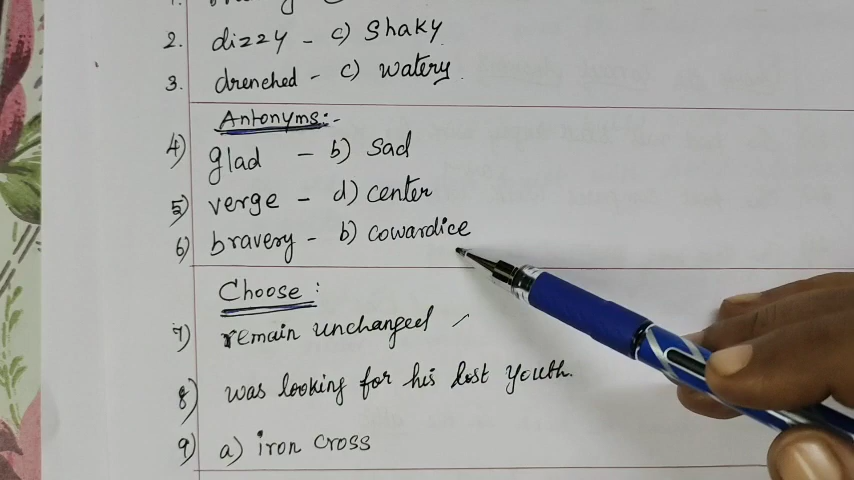 2. dizzy - c) Shaky
3. drenched - c) watery.
Antonyms:-
4) glad - b) Sad
5) verge - d) center
6) bravery - b) cowardice
Choose:
7) remain unchanged
8) was looking for his lost youth.
9) a) iron cross